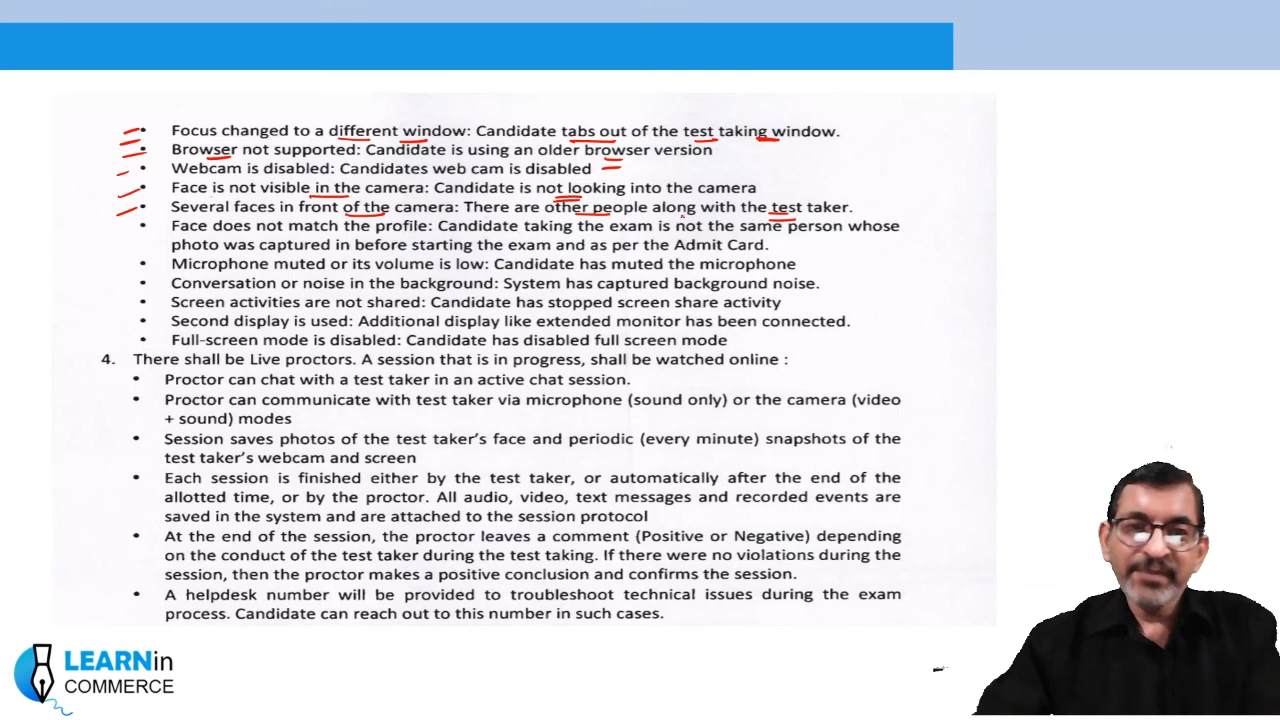 • Focus changed to a different window: Candidate tabs out of the test taking window.
• Browser not supported: Candidate is using an older browser version
• Webcam is disabled: Candidates web cam is disabled
• Face is not visible in the camera: Candidate is not looking into the camera
• Several faces in front of the camera: There are other people along with the test taker.
• Face does not match the profile: Candidate taking the exam is not the same person whose
photo was captured in before starting the exam and as per the Admit Card.
• Microphone muted or its volume is low: Candidate has muted the microphone
• Conversation or noise in the background: System has captured background noise.
• Screen activities are not shared: Candidate has stopped screen share activity
• Second display is used: Additional display like extended monitor has been connected.
• Full-screen mode is disabled: Candidate has disabled full screen mode
4. There shall be Live proctors. A session that is in progress, shall be watched online :
• Proctor can chat with a test taker in an active chat session.
• Proctor can communicate with test taker via microphone (sound only) or the camera (video
+ sound) modes
• Session saves photos of the test taker's face and periodic (every minute) snapshots of the
test taker's webcam and screen
• Each session is finished either by the test taker, or automatically after the end of the
allotted time, or by the proctor. All audio, video, text messages and recorded events are
saved in the system and are attached to the session protocol
• At the end of the session, the proctor leaves a comment (Positive or Negative) depending
on the conduct of the test taker during the test taking. If there were no violations during the
session, then the proctor makes a positive conclusion and confirms the session.
• A helpdesk number will be provided to troubleshoot technical issues during the exam
process. Candidate can reach out to this number in such cases.
LEARNin
COMMERCE